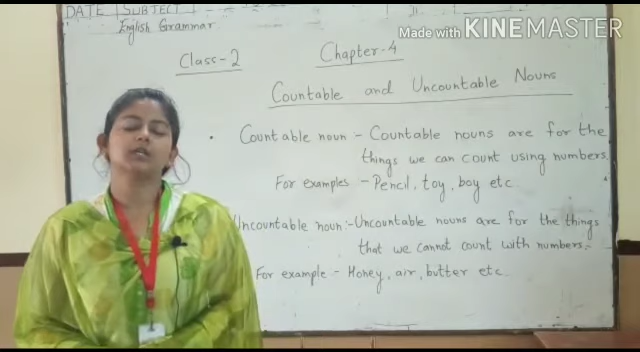 DATE SUBJECT
English Grammar
Made with KINEMASTER
Class-2 Chapter-4
Countable and Uncountable Nouns
• Countable noun - Countable nouns are for the
things we can count using numbers.
For examples - Pencil, toy, boy etc
Uncountable noun:- Uncountable nouns are for the things
that we cannot count with numbers.
For example - Honey, air, butter etc.